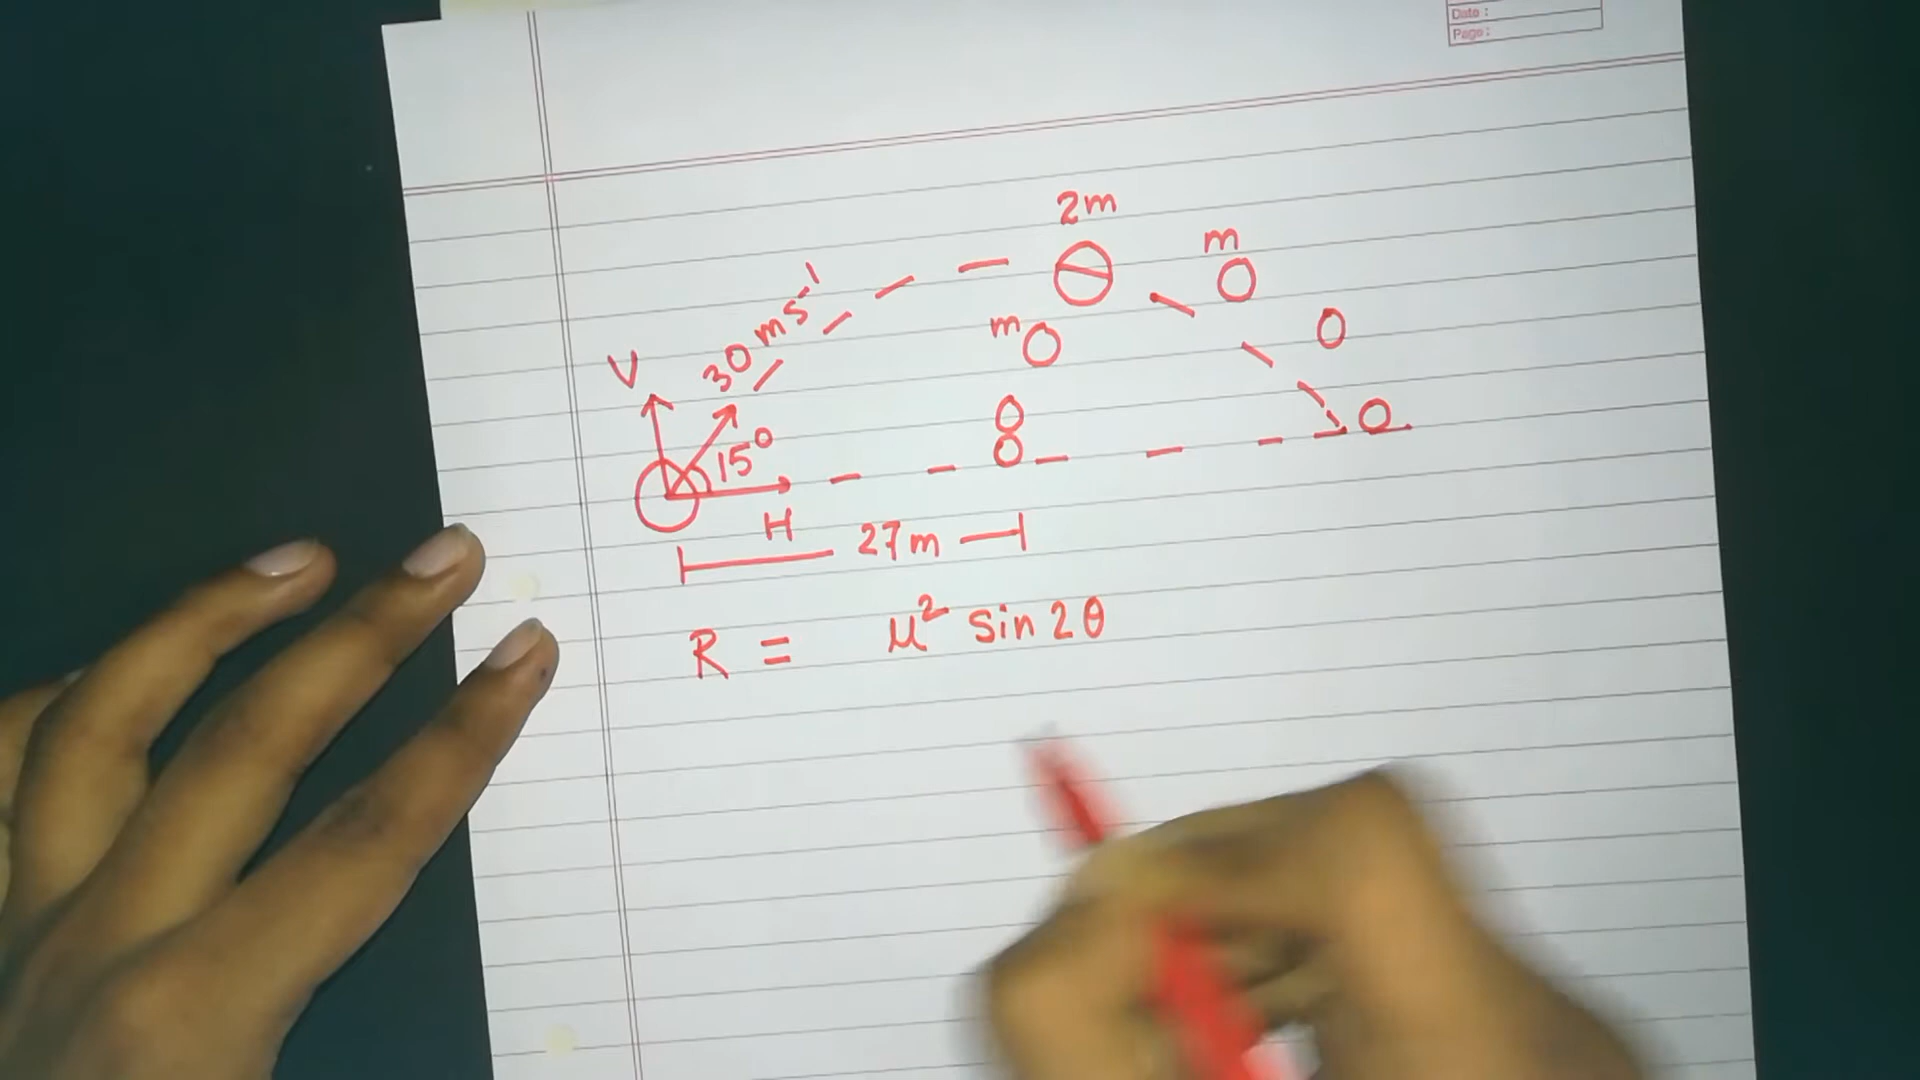 Date :
Page :
2m
m
30 ms⁻¹
m
V
15°
H
27m
R = u² sin 2θ